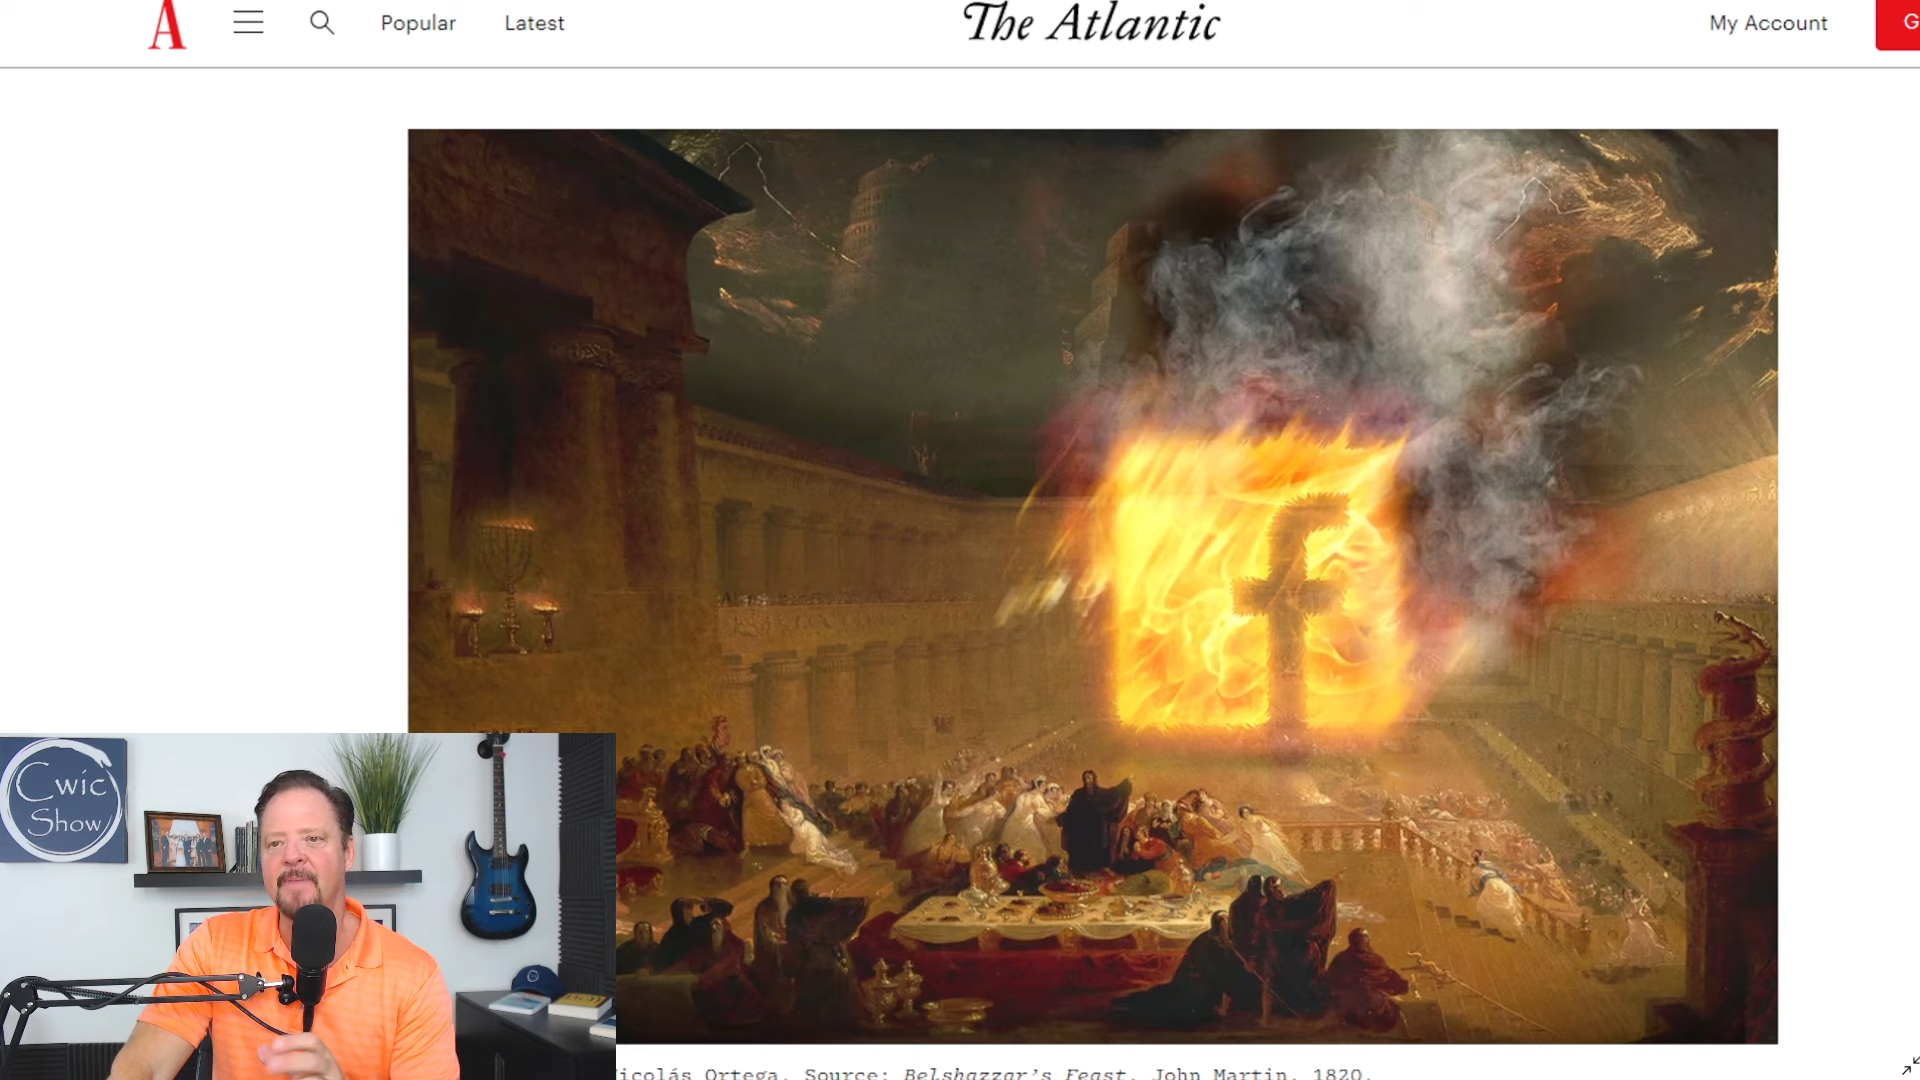 A
Popular
Latest
The Atlantic
My Account
G
f
Cwic
Show
icolás Ortega. Source: Belshazzar's Feast, John Martin, 1820.